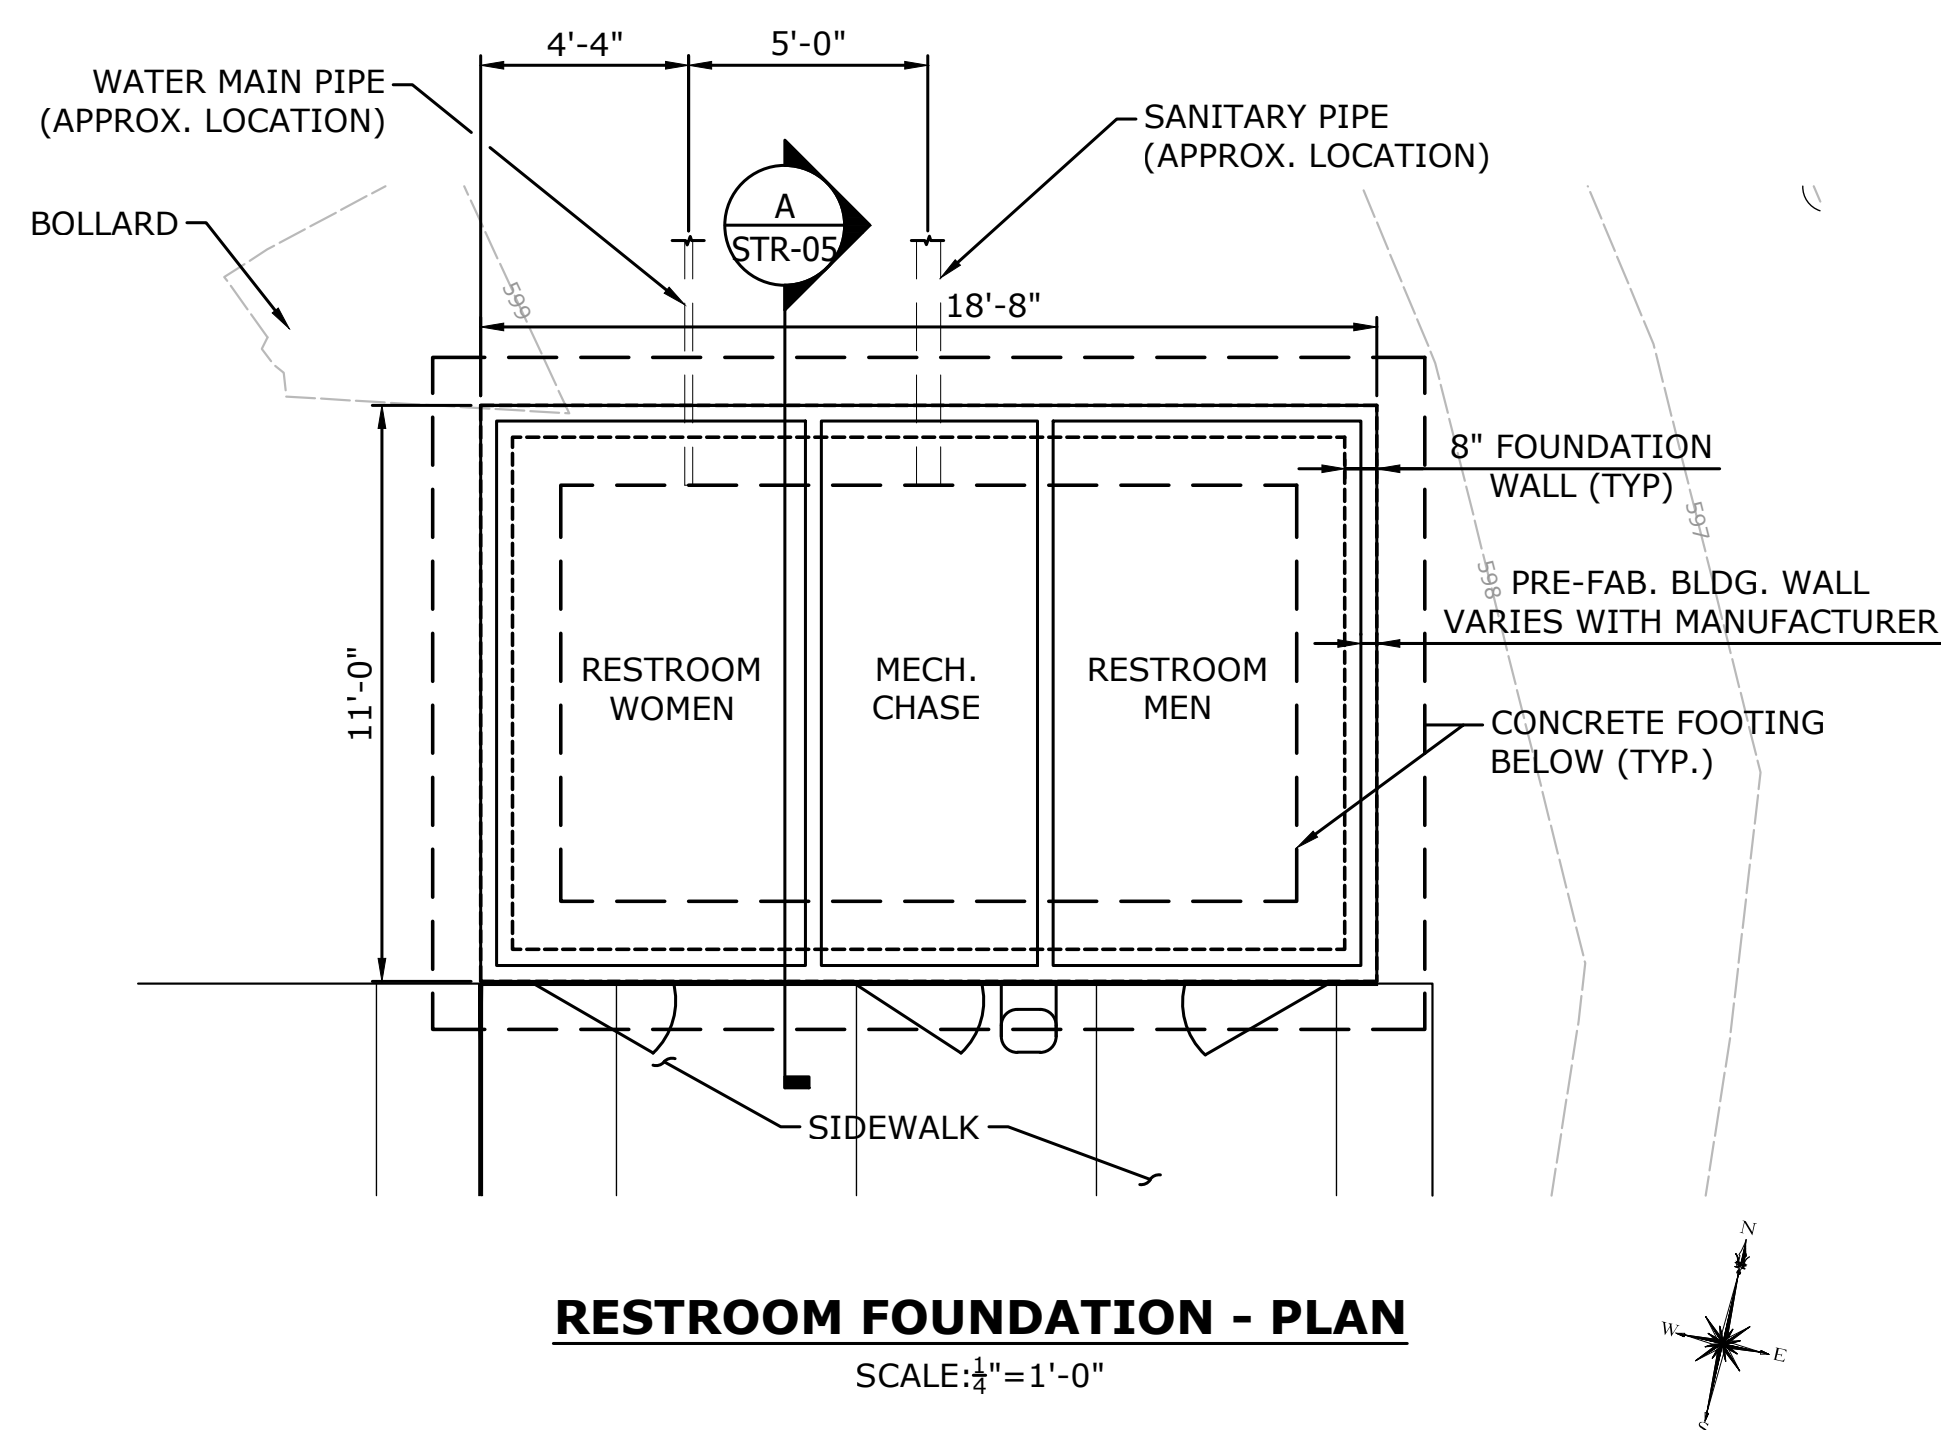 4'-4"
5'-0"
WATER MAIN PIPE
(APPROX. LOCATION)
SANITARY PIPE
(APPROX. LOCATION)
BOLLARD
A
STR-05
599
18'-8"
8" FOUNDATION
WALL (TYP)
597
598
PRE-FAB. BLDG. WALL
VARIES WITH MANUFACTURER
11'-0"
RESTROOM
WOMEN
MECH.
CHASE
RESTROOM
MEN
CONCRETE FOOTING
BELOW (TYP.)
SIDEWALK
RESTROOM FOUNDATION - PLAN
SCALE:¼"=1'-0"
N
W
E
S